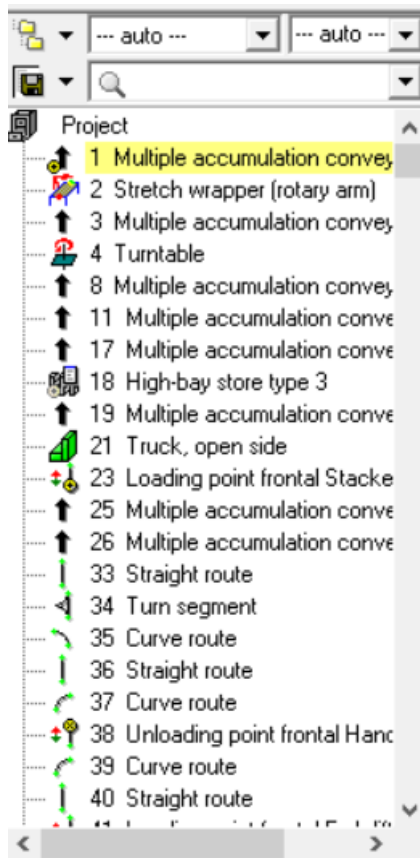 --- auto --- --- auto ---
Project
1 Multiple accumulation convey
2 Stretch wrapper (rotary arm)
3 Multiple accumulation convey
4 Turntable
8 Multiple accumulation convey
11 Multiple accumulation conve
17 Multiple accumulation conve
18 High-bay store type 3
19 Multiple accumulation conve
21 Truck, open side
23 Loading point frontal Stacke
25 Multiple accumulation conve
26 Multiple accumulation conve
33 Straight route
34 Turn segment
35 Curve route
36 Straight route
37 Curve route
38 Unloading point frontal Hanc
39 Curve route
40 Straight route